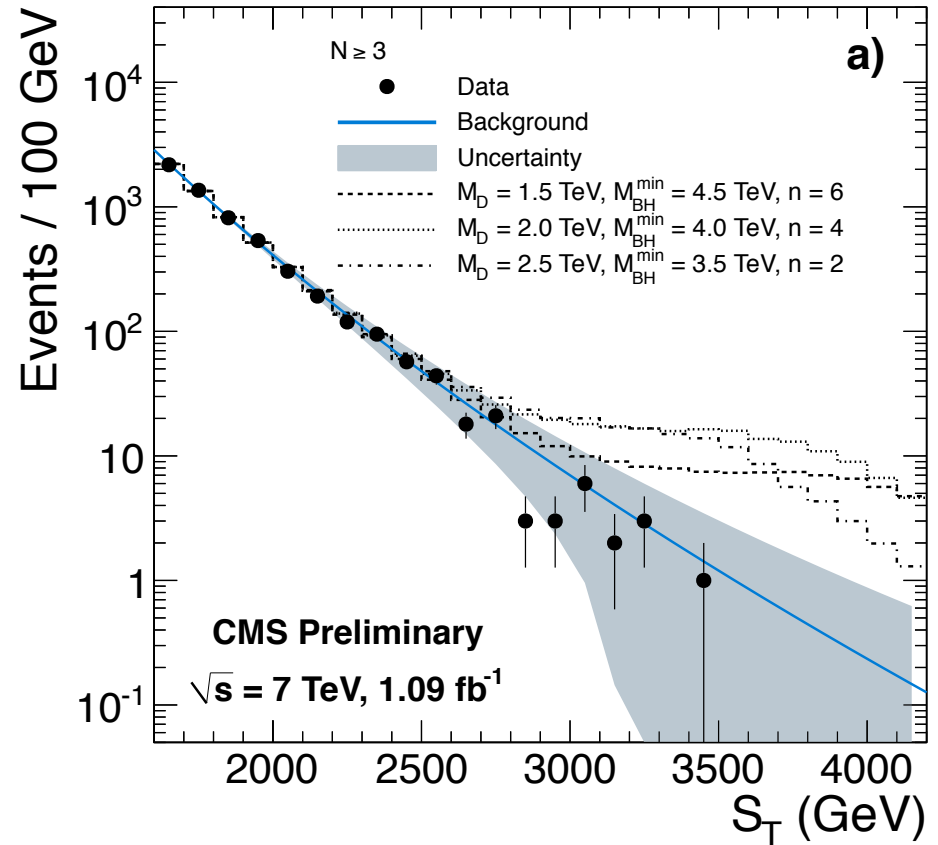 a)
N ≥ 3
Data
Background
Uncertainty
M_D = 1.5 TeV, M_BH^min = 4.5 TeV, n = 6
M_D = 2.0 TeV, M_BH^min = 4.0 TeV, n = 4
M_D = 2.5 TeV, M_BH^min = 3.5 TeV, n = 2
Events / 100 GeV
10^4
10^3
10^2
10
1
10^-1
CMS Preliminary
√s = 7 TeV, 1.09 fb^-1
2000 2500 3000 3500 4000
S_T (GeV)